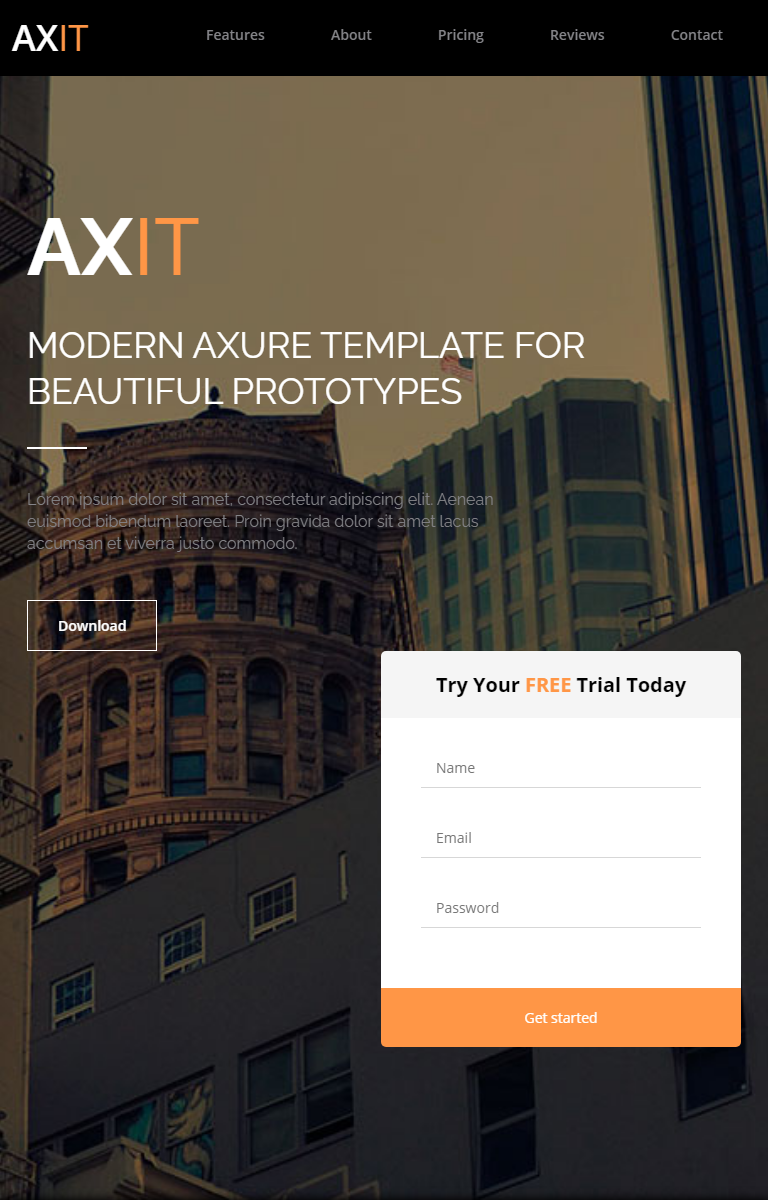 AXIT
Features About Pricing Reviews Contact
AXIT
MODERN AXURE TEMPLATE FOR
BEAUTIFUL PROTOTYPES
Lorem ipsum dolor sit amet, consectetur adipiscing elit. Aenean
euismod bibendum laoreet. Proin gravida dolor sit amet lacus
accumsan et viverra justo commodo.
Download
Try Your FREE Trial Today
Name
Email
Password
Get started